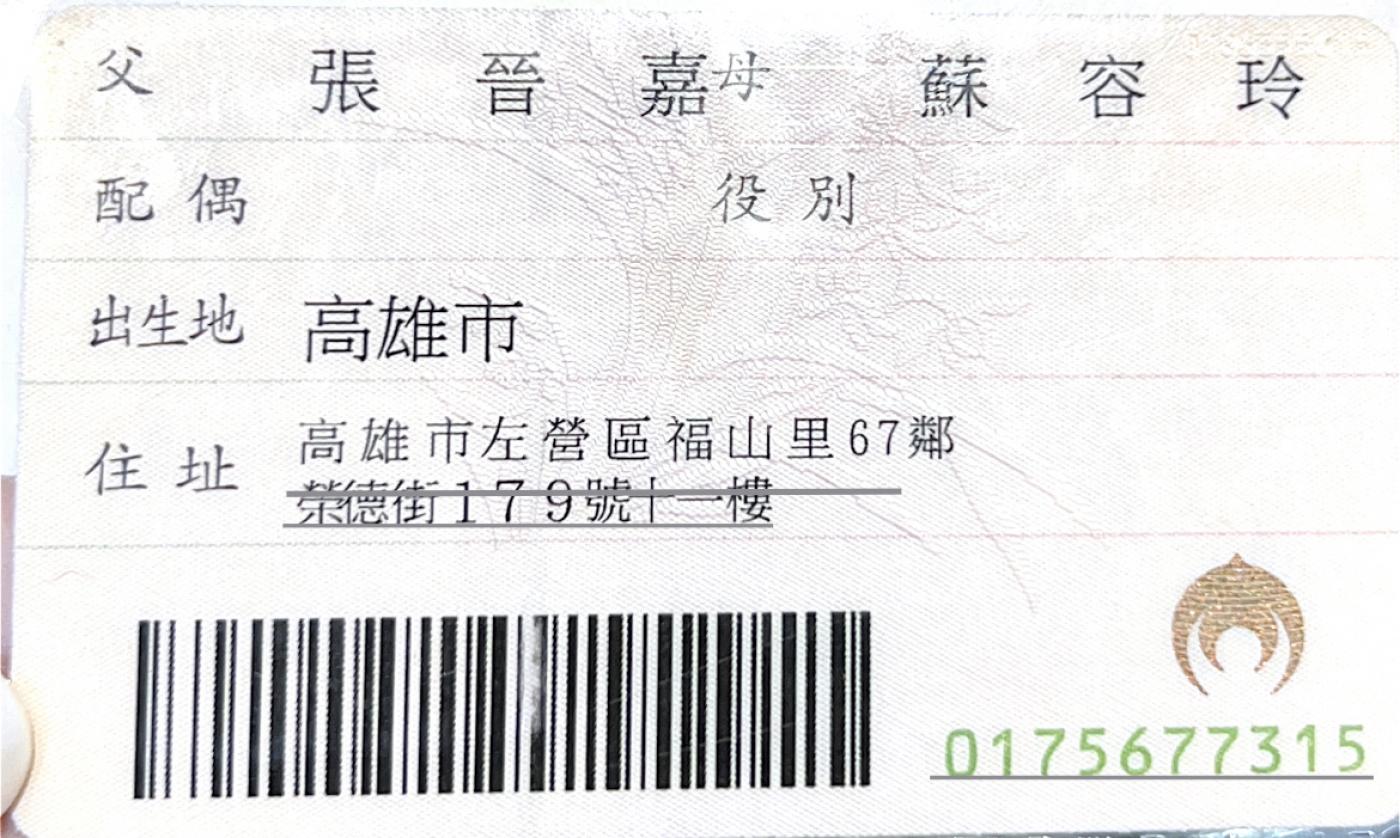 父 張晉嘉 母 蘇容玲
配偶 役別
出生地 高雄市
住址 高雄市左營區福山里67鄰
榮德街179號十一樓
0175677315